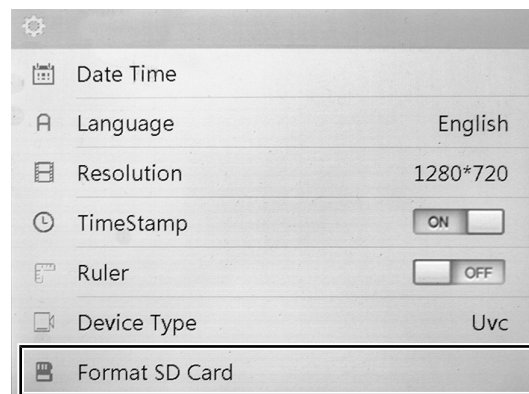 Date Time
Language English
Resolution 1280*720
TimeStamp ON
Ruler OFF
Device Type Uvc
Format SD Card